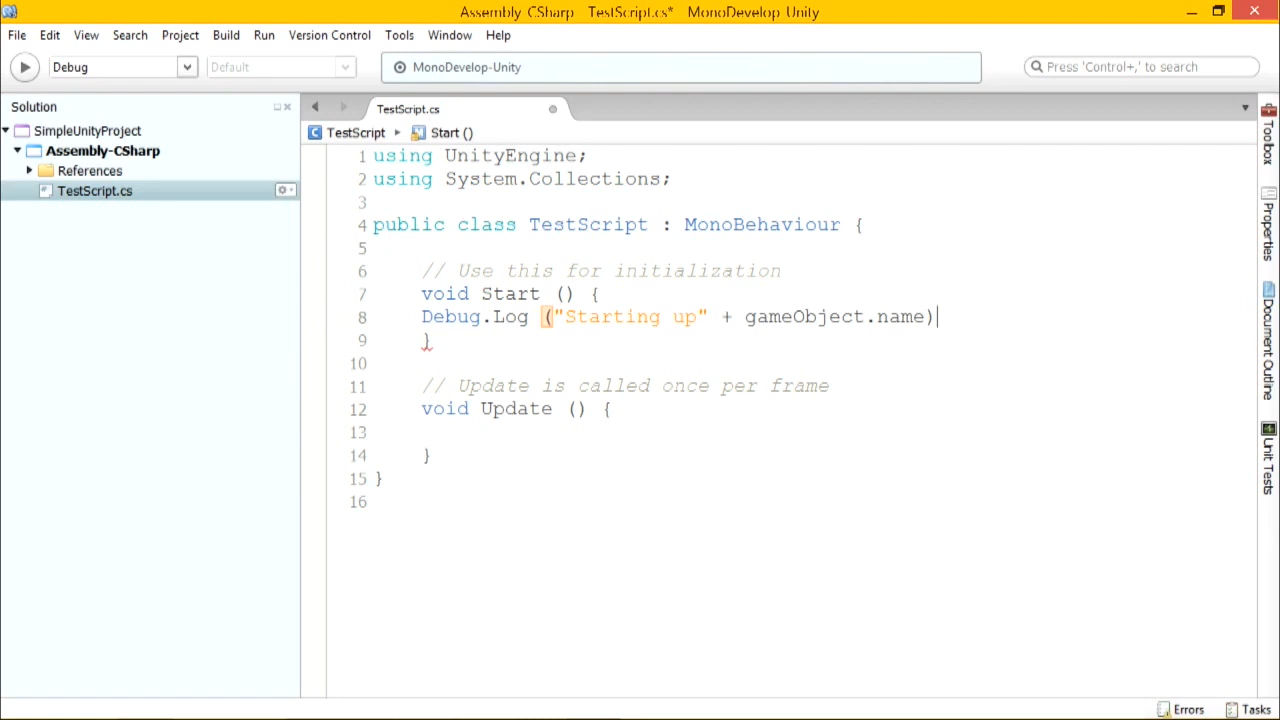 Assembly-CSharp - TestScript.cs* - MonoDevelop-Unity
File Edit View Search Project Build Run Version Control Tools Window Help
Debug Default MonoDevelop-Unity Press 'Control+,' to search
Solution
SimpleUnityProject
Assembly-CSharp
References
TestScript.cs
TestScript.cs
TestScript Start ()
1 using UnityEngine;
2 using System.Collections;
3
4 public class TestScript : MonoBehaviour {
5
6 // Use this for initialization
7 void Start () {
8 Debug.Log ("Starting up" + gameObject.name)
9 }
10
11 // Update is called once per frame
12 void Update () {
13
14 }
15 }
16
Toolbox
Properties
Document Outline
Unit Tests
Errors Tasks